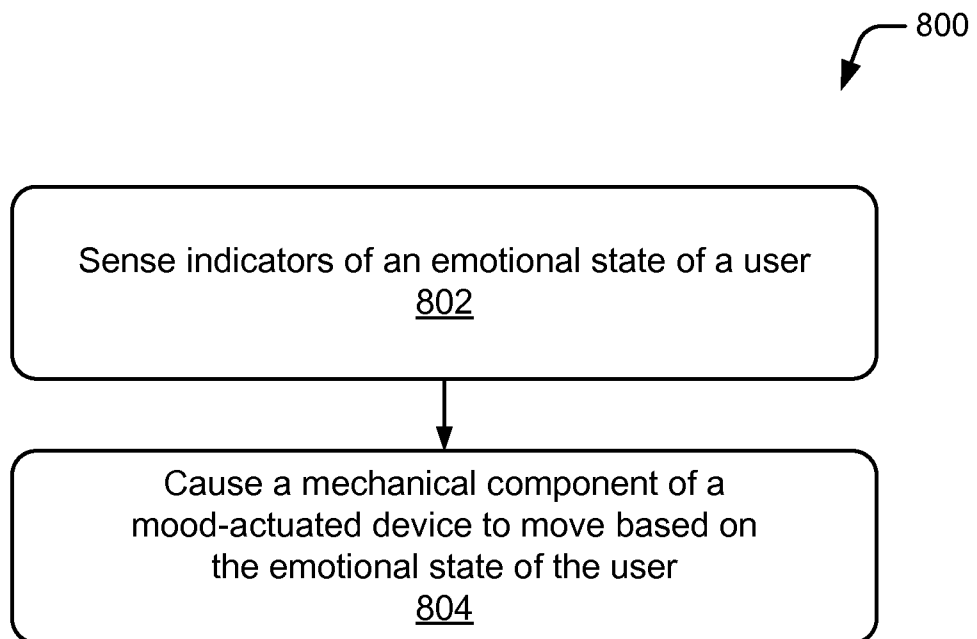 800
Sense indicators of an emotional state of a user
802
Cause a mechanical component of a
mood-actuated device to move based on
the emotional state of the user
804